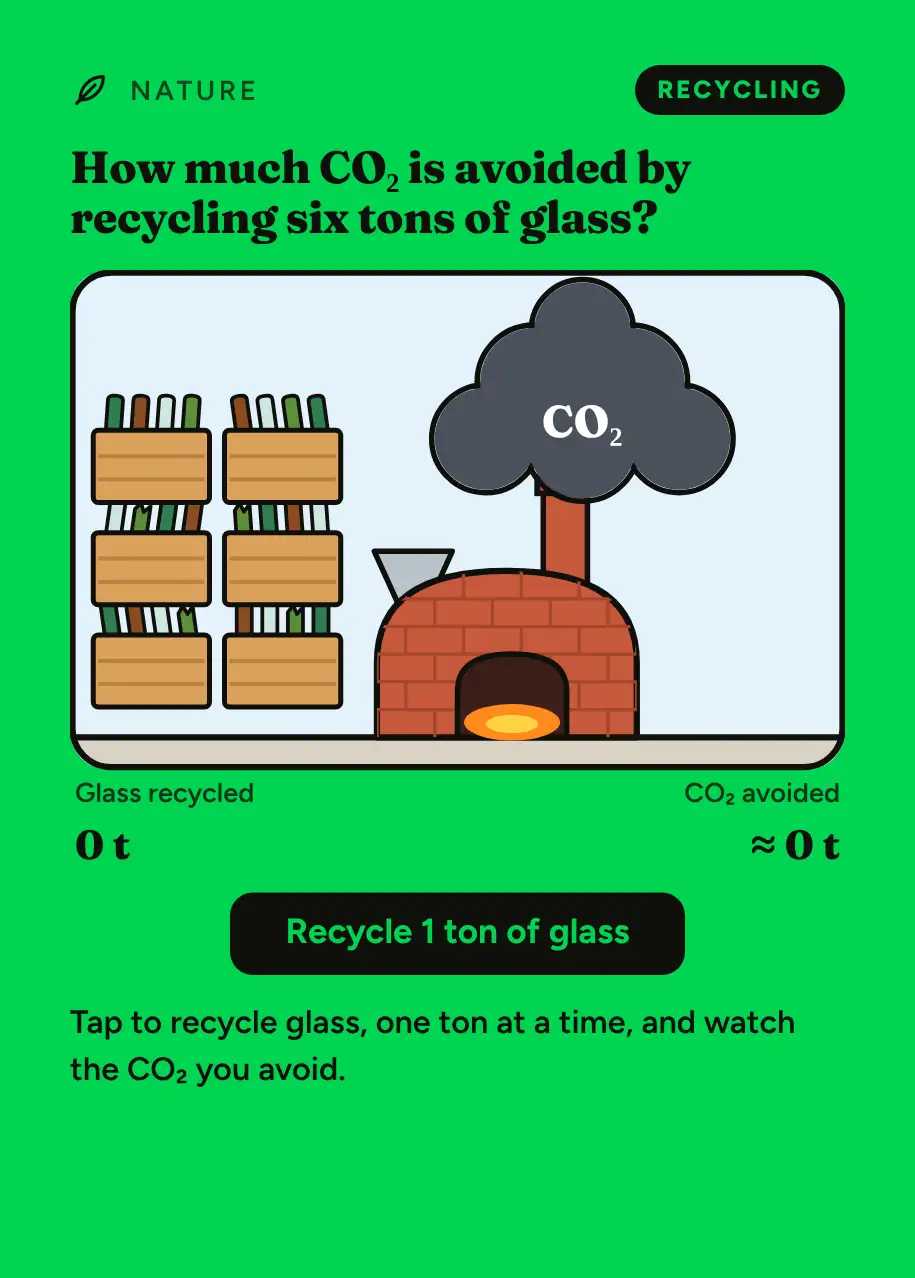 NATURE
RECYCLING
How much CO₂ is avoided by
recycling six tons of glass?
CO₂
Glass recycled
CO₂ avoided
0 t
≈ 0 t
Recycle 1 ton of glass
Tap to recycle glass, one ton at a time, and watch
the CO₂ you avoid.